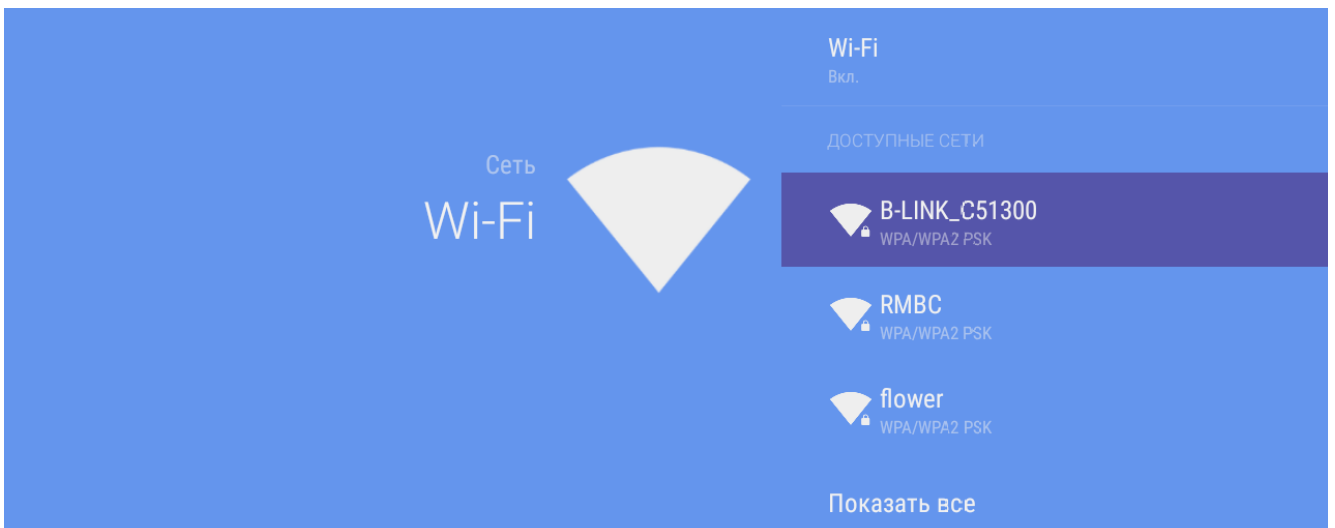 Сеть
Wi-Fi
Wi-Fi
Вкл.
ДОСТУПНЫЕ СЕТИ
B-LINK_C51300
WPA/WPA2 PSK
RMBC
WPA/WPA2 PSK
flower
WPA/WPA2 PSK
Показать все